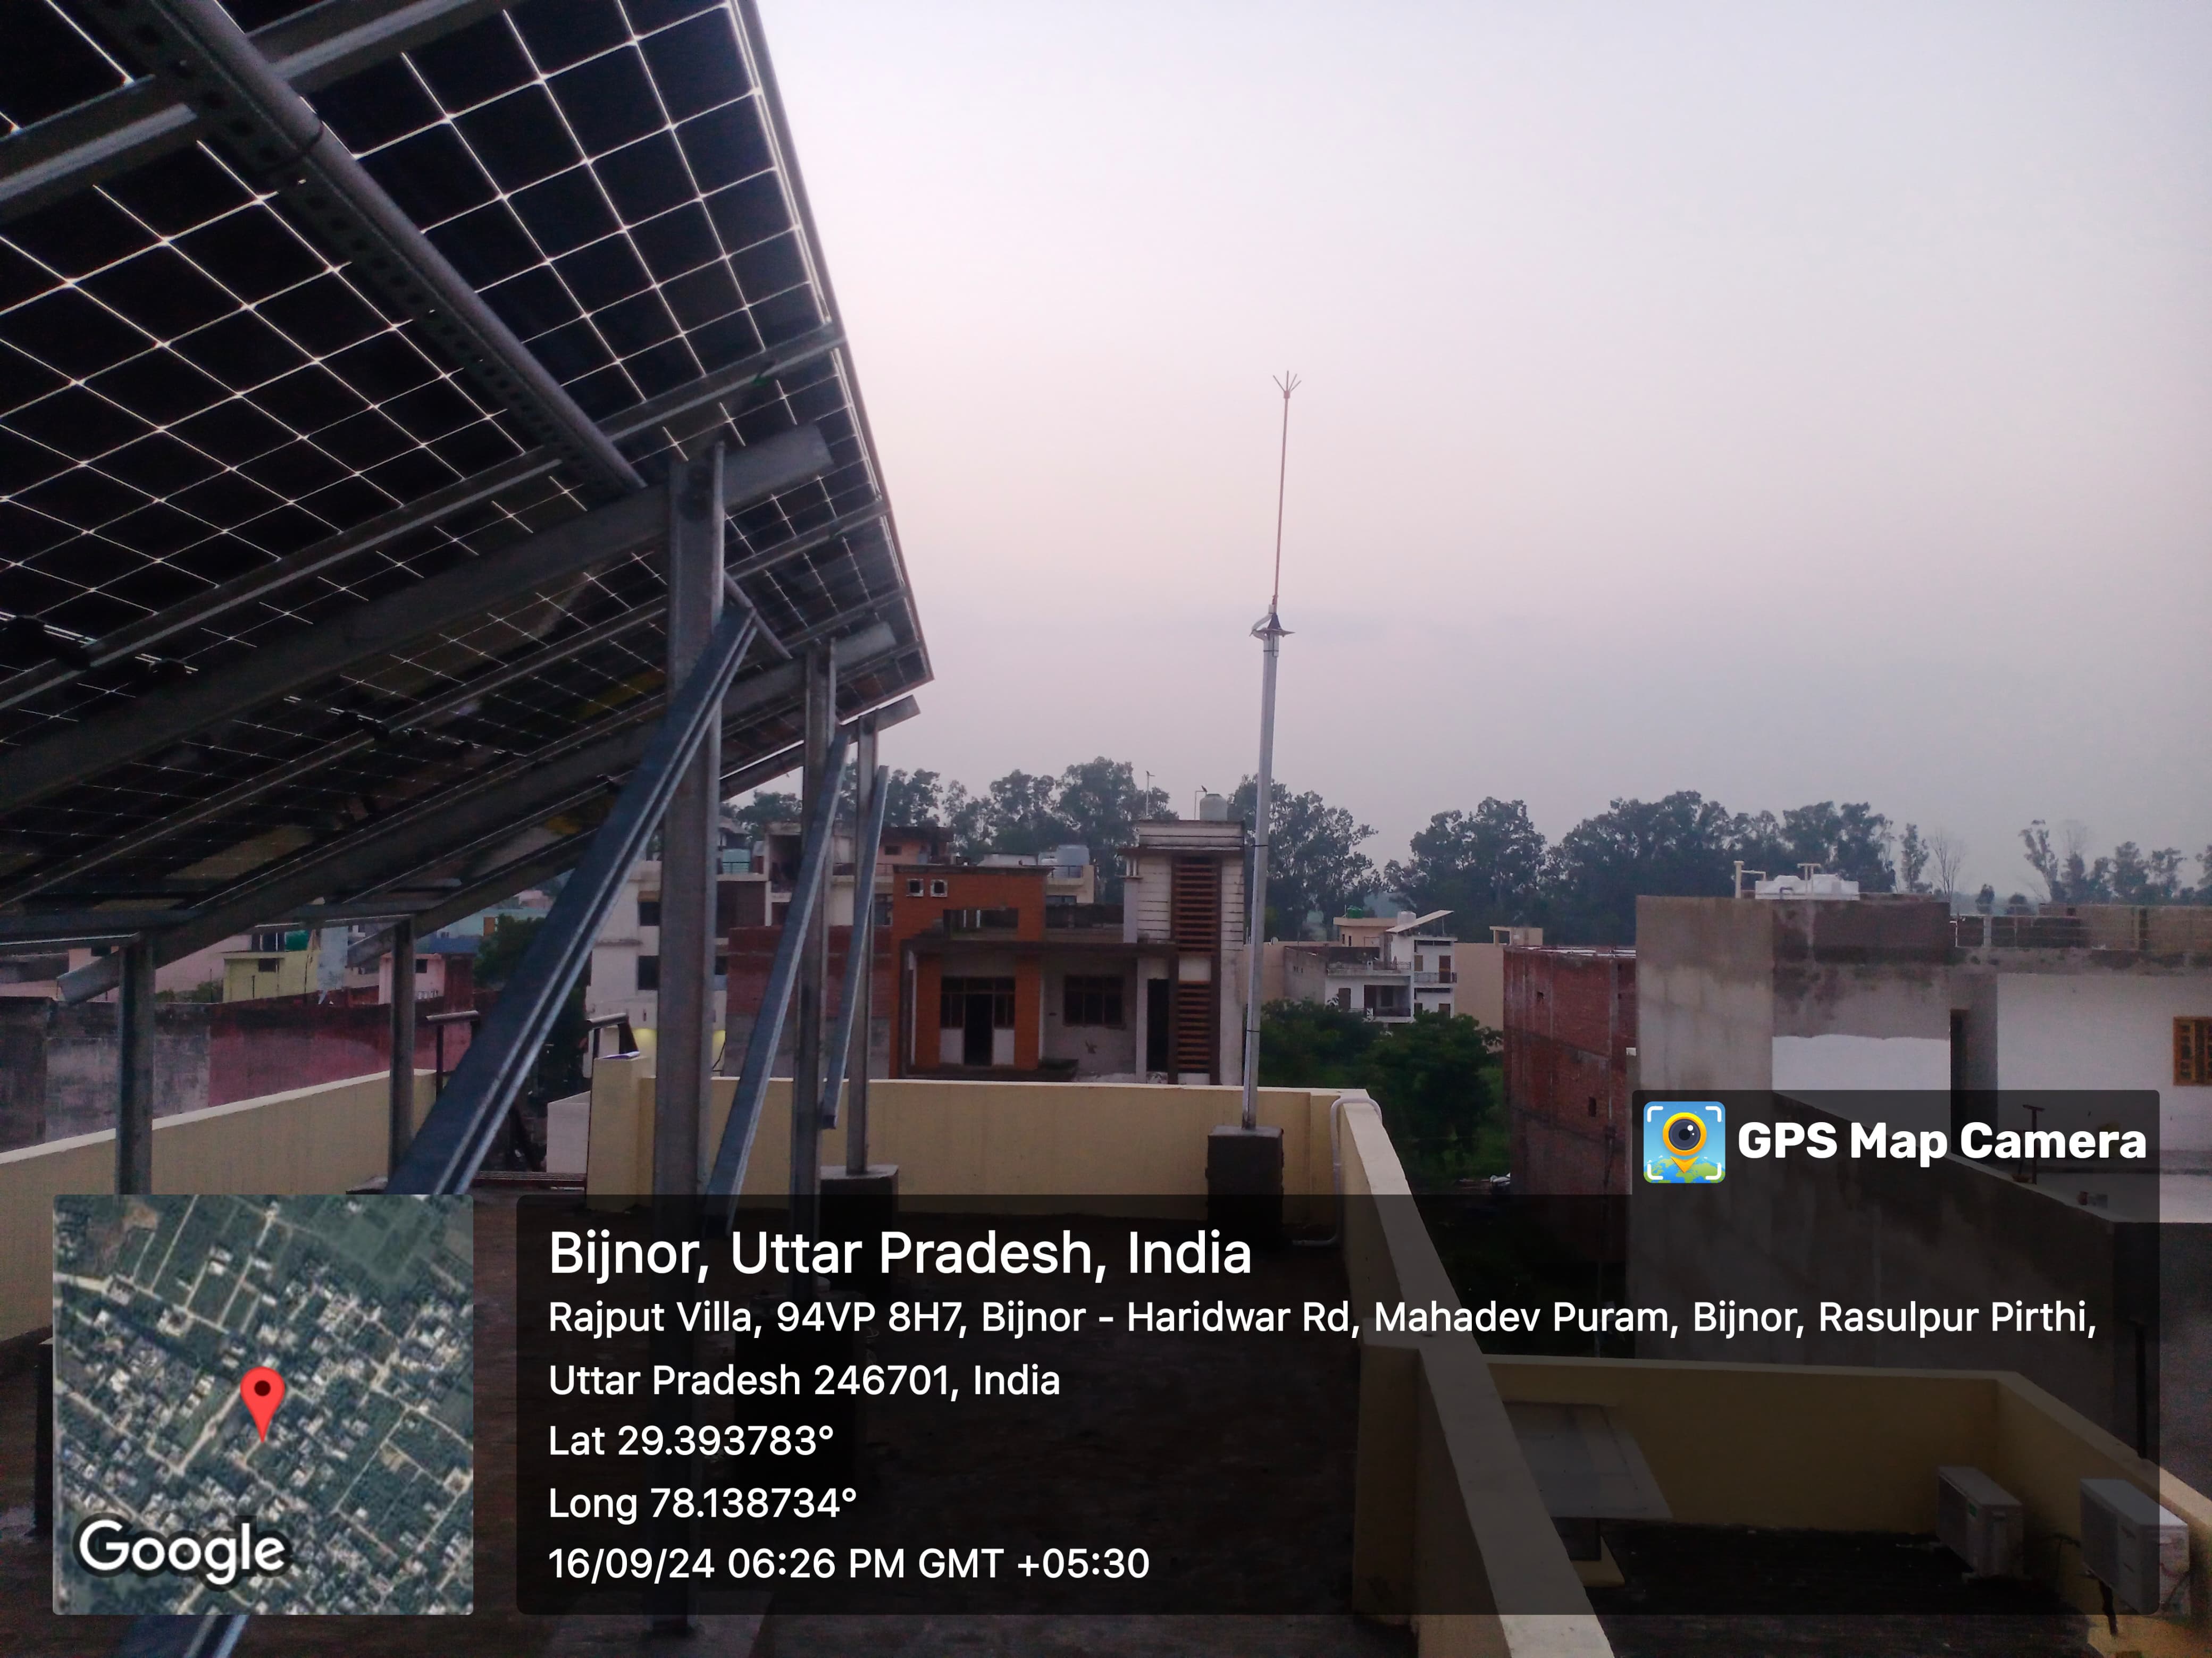 GPS Map Camera
Bijnor, Uttar Pradesh, India
Rajput Villa, 94VP 8H7, Bijnor - Haridwar Rd, Mahadev Puram, Bijnor, Rasulpur Pirthi,
Uttar Pradesh 246701, India
Lat 29.393783°
Long 78.138734°
16/09/24 06:26 PM GMT +05:30
Google